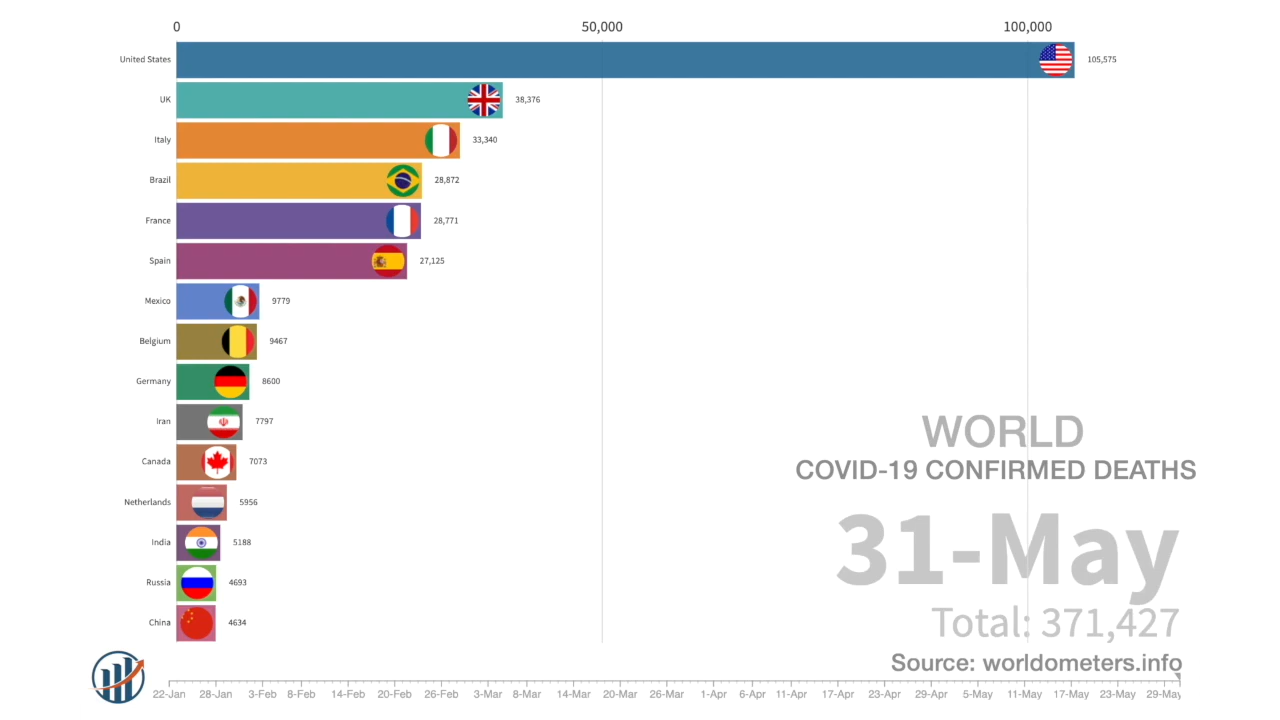 0 50,000 100,000
United States 105,575
UK 38,376
Italy 33,340
Brazil 28,872
France 28,771
Spain 27,125
Mexico 9779
Belgium 9467
Germany 8600
Iran 7797
Canada 7073
Netherlands 5956
India 5188
Russia 4693
China 4634
WORLD
COVID-19 CONFIRMED DEATHS
31-May
Total: 371,427
Source: worldometers.info
22-Jan 28-Jan 3-Feb 8-Feb 14-Feb 20-Feb 26-Feb 3-Mar 8-Mar 14-Mar 20-Mar 26-Mar 1-Apr 6-Apr 11-Apr 17-Apr 23-Apr 29-Apr 5-May 11-May 17-May 23-May 29-May